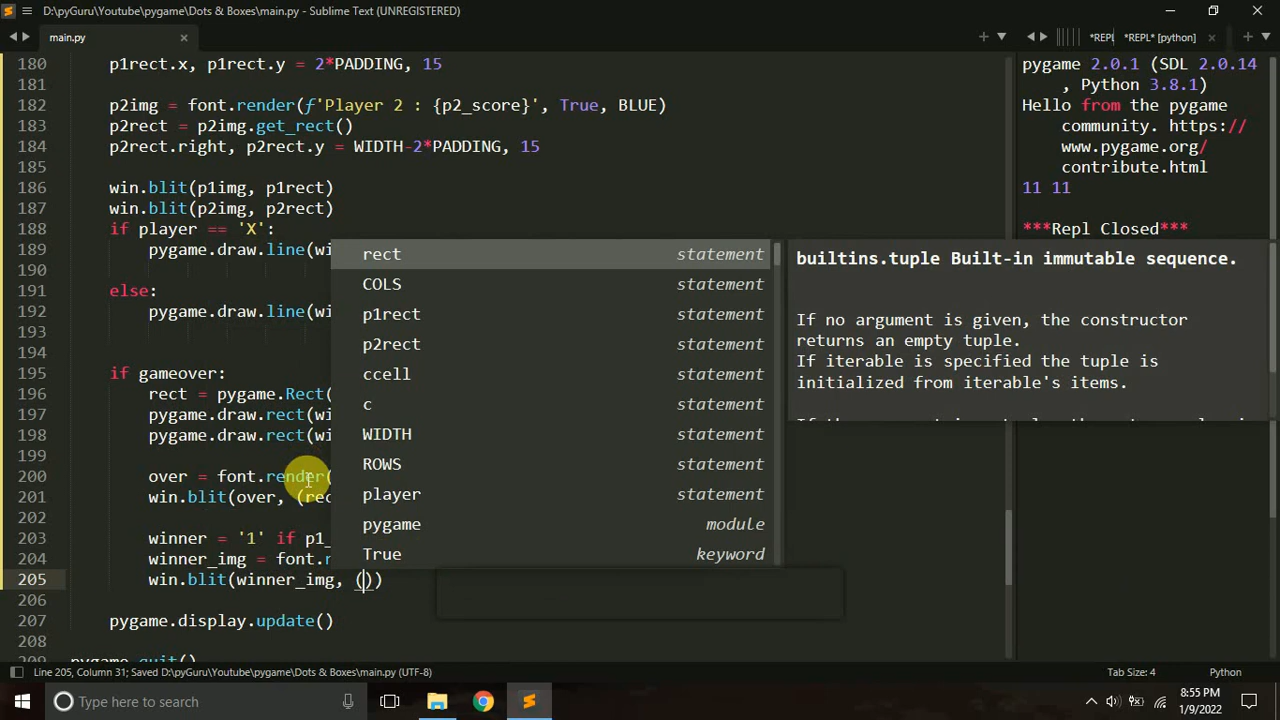 D:\pyGuru\Youtube\pygame\Dots & Boxes\main.py - Sublime Text (UNREGISTERED)
main.py
*REPL
*REPL* [python]
180 p1rect.x, p1rect.y = 2*PADDING, 15
181
182 p2img = font.render(f'Player 2 : {p2_score}', True, BLUE)
183 p2rect = p2img.get_rect()
184 p2rect.right, p2rect.y = WIDTH-2*PADDING, 15
185
186 win.blit(p1img, p1rect)
187 win.blit(p2img, p2rect)
188 if player == 'X':
189 pygame.draw.line(wi
190
191 else:
192 pygame.draw.line(wi
193
194
195 if gameover:
196 rect = pygame.Rect(
197 pygame.draw.rect(wi
198 pygame.draw.rect(wi
199
200 over = font.render(
201 win.blit(over, (rec
202
203 winner = '1' if p1_
204 winner_img = font.r
205 win.blit(winner_img, ())
206
207 pygame.display.update()
208
209 pygame.quit()
rect statement
COLS statement
p1rect statement
p2rect statement
ccell statement
c statement
WIDTH statement
ROWS statement
player statement
pygame module
True keyword
builtins.tuple Built-in immutable sequence.
If no argument is given, the constructor
returns an empty tuple.
If iterable is specified the tuple is
initialized from iterable's items.
pygame 2.0.1 (SDL 2.0.14
, Python 3.8.1)
Hello from the pygame
community. https://
www.pygame.org/
contribute.html
11 11
***Repl Closed***
Line 205, Column 31; Saved D:\pyGuru\Youtube\pygame\Dots & Boxes\main.py (UTF-8)
Tab Size: 4
Python
Type here to search
8:55 PM
1/9/2022